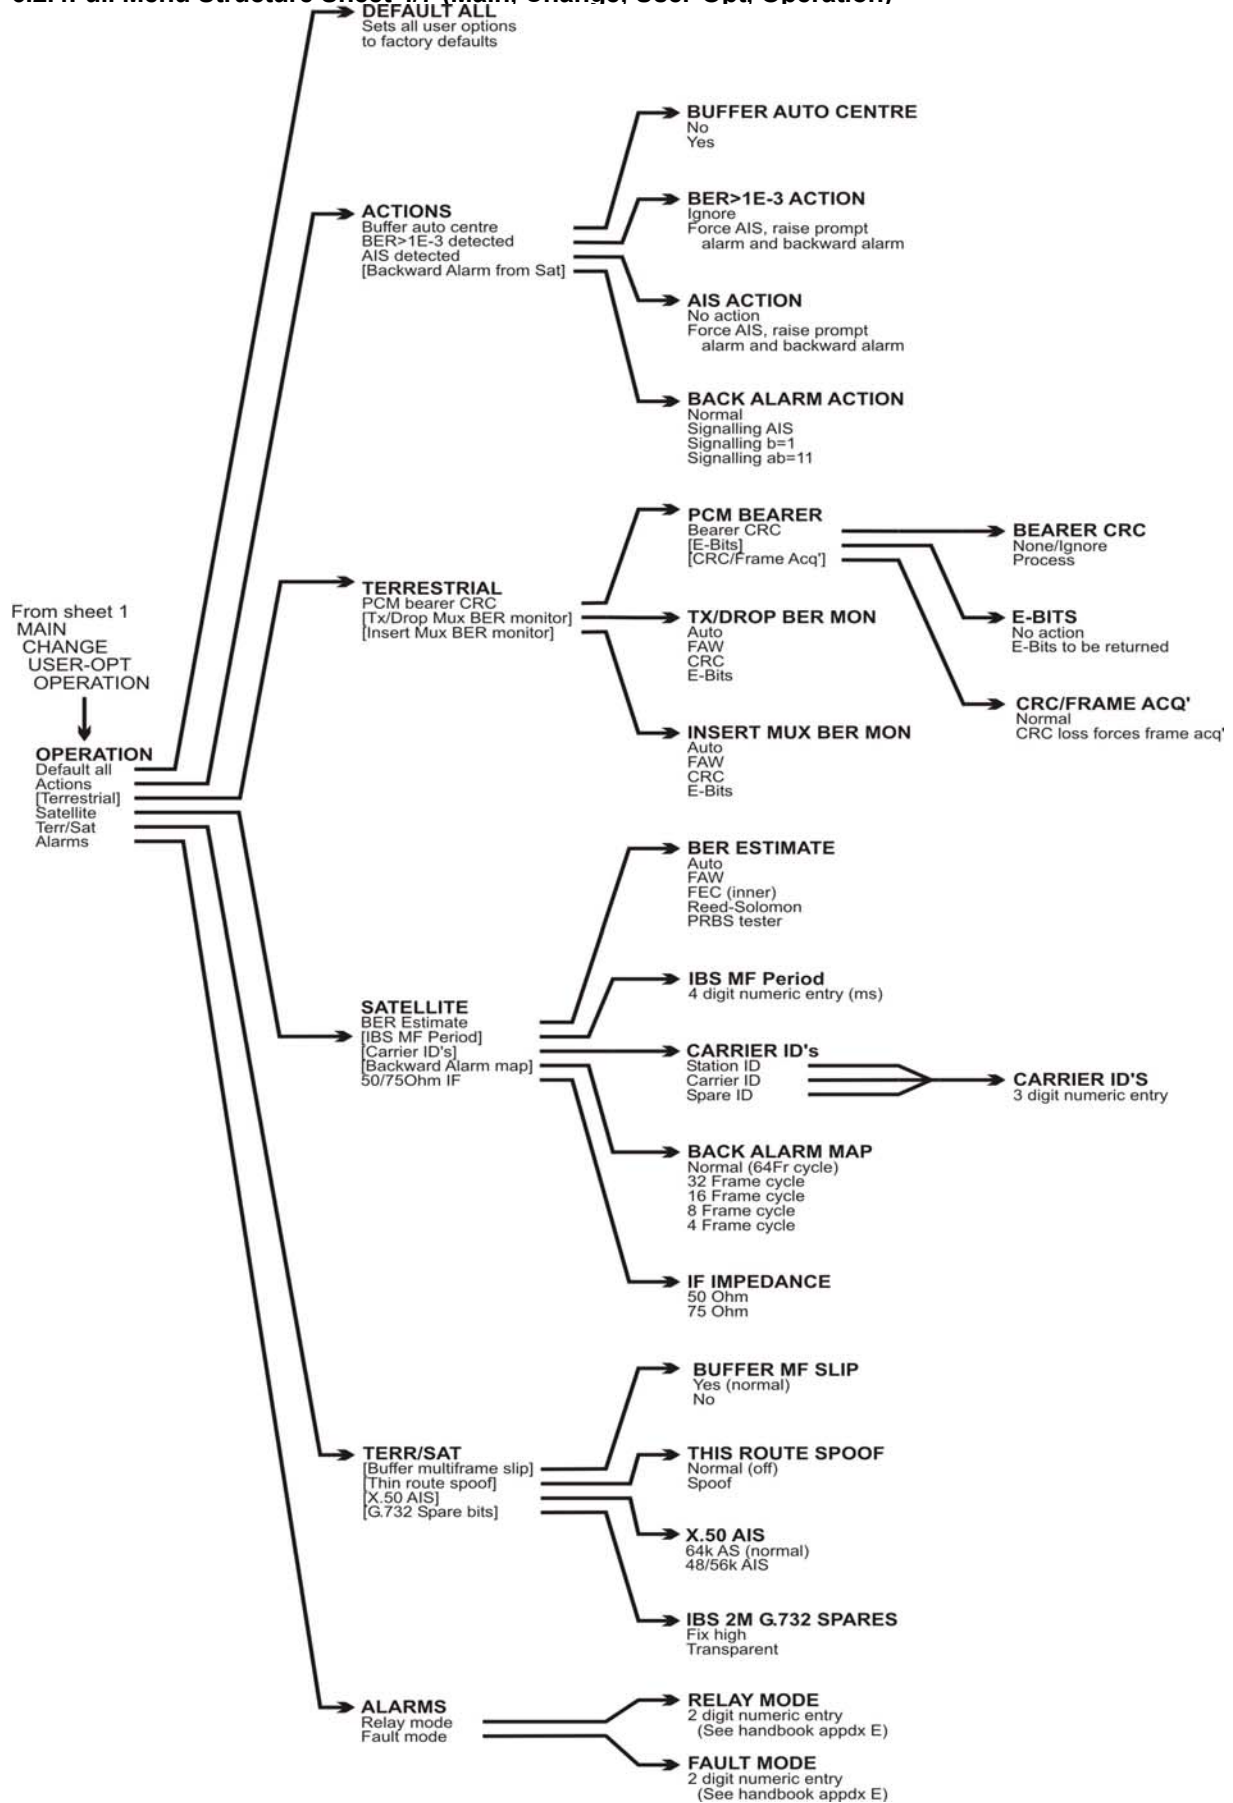 DEFAULT ALL
Sets all user options
to factory defaults
BUFFER AUTO CENTRE
No
Yes
ACTIONS
Buffer auto centre
BER>1E-3 detected
AIS detected
[Backward Alarm from Sat]
BER>1E-3 ACTION
Ignore
Force AIS, raise prompt
alarm and backward alarm
AIS ACTION
No action
Force AIS, raise prompt
alarm and backward alarm
BACK ALARM ACTION
Normal
Signalling AIS
Signalling b=1
Signalling ab=11
PCM BEARER
Bearer CRC
[E-Bits]
[CRC/Frame Acq']
BEARER CRC
None/Ignore
Process
TERRESTRIAL
PCM bearer CRC
[Tx/Drop Mux BER monitor]
[Insert Mux BER monitor]
TX/DROP BER MON
Auto
FAW
CRC
E-Bits
E-BITS
No action
E-Bits to be returned
CRC/FRAME ACQ'
Normal
CRC loss forces frame acq'
INSERT MUX BER MON
Auto
FAW
CRC
E-Bits
From sheet 1
MAIN
CHANGE
USER-OPT
OPERATION
OPERATION
Default all
Actions
[Terrestrial]
Satellite
Terr/Sat
Alarms
BER ESTIMATE
Auto
FAW
FEC (inner)
Reed-Solomon
PRBS tester
IBS MF Period
4 digit numeric entry (ms)
SATELLITE
BER Estimate
[IBS MF Period]
[Carrier ID's]
[Backward Alarm map]
50/75Ohm IF
CARRIER ID's
Station ID
Carrier ID
Spare ID
CARRIER ID'S
3 digit numeric entry
BACK ALARM MAP
Normal (64Fr cycle)
32 Frame cycle
16 Frame cycle
8 Frame cycle
4 Frame cycle
IF IMPEDANCE
50 Ohm
75 Ohm
BUFFER MF SLIP
Yes (normal)
No
TERR/SAT
[Buffer multiframe slip]
[Thin route spoof]
[X.50 AIS]
[G.732 Spare bits]
THIS ROUTE SPOOF
Normal (off)
Spoof
X.50 AIS
64k AS (normal)
48/56k AIS
IBS 2M G.732 SPARES
Fix high
Transparent
ALARMS
Relay mode
Fault mode
RELAY MODE
2 digit numeric entry
(See handbook appdx E)
FAULT MODE
2 digit numeric entry
(See handbook appdx E)